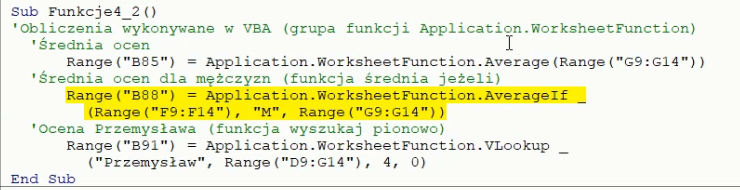 Sub Funkcje4_2()
'Obliczenia wykonywane w VBA (grupa funkcji Application.WorksheetFunction)
'Średnia ocen
Range("B85") = Application.WorksheetFunction.Average(Range("G9:G14"))
'Średnia ocen dla mężczyzn (funkcja średnia jeżeli)
Range("B88") = Application.WorksheetFunction.AverageIf _
(Range("F9:F14"), "M", Range("G9:G14"))
'Ocena Przemysława (funkcja wyszukaj pionowo)
Range("B91") = Application.WorksheetFunction.VLookup _
("Przemysław", Range("D9:G14"), 4, 0)
End Sub